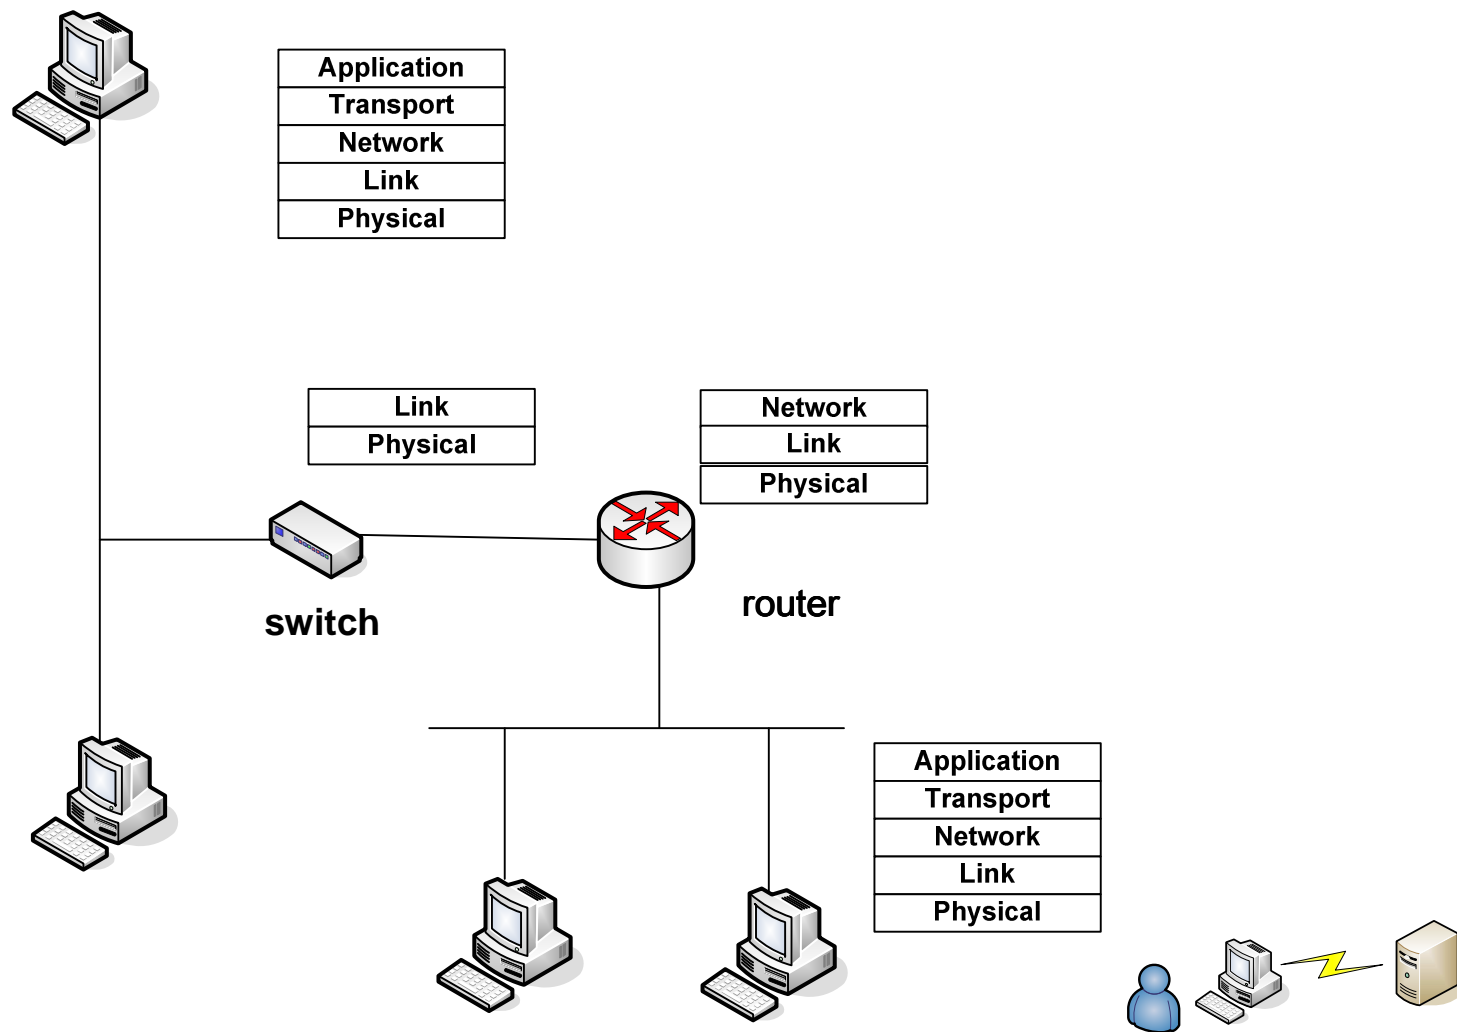 Application
Transport
Network
Link
Physical
Link
Physical
Network
Link
Physical
switch
router
Application
Transport
Network
Link
Physical